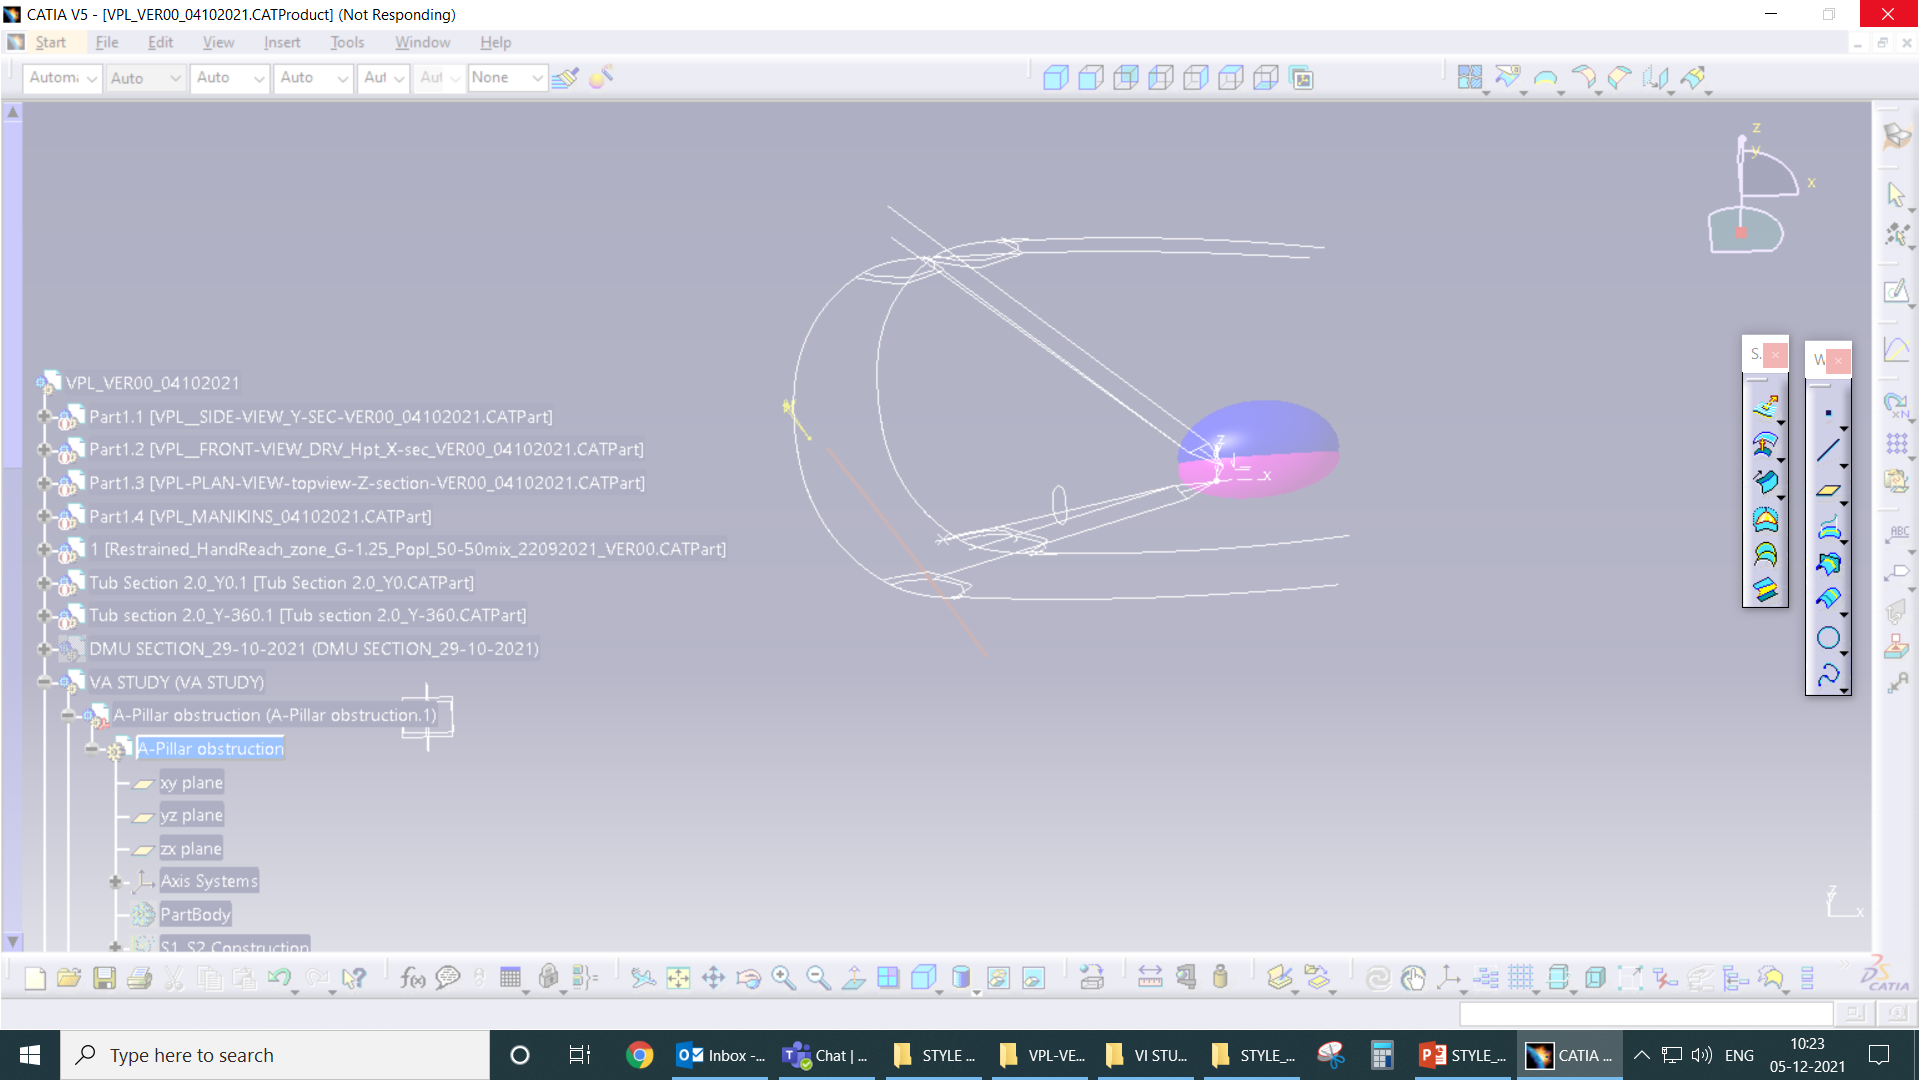 CATIA V5 - [VPL_VER00_04102021.CATProduct] (Not Responding)
Start File Edit View Insert Tools Window Help
Auto Auto Auto None
z
y
x
S.
W
VPL_VER00_04102021
Part1.1 [VPL__SIDE-VIEW_Y-SEC-VER00_04102021.CATPart]
Part1.2 [VPL__FRONT-VIEW_DRV_Hpt_X-sec_VER00_04102021.CATPart]
Part1.3 [VPL-PLAN-VIEW-topview-Z-section-VER00_04102021.CATPart]
Part1.4 [VPL_MANIKINS_04102021.CATPart]
1 [Restrained_HandReach_zone_G-1.25_Popl_50-50mix_22092021_VER00.CATPart]
Tub Section 2.0_Y0.1 [Tub Section 2.0_Y0.CATPart]
Tub section 2.0_Y-360.1 [Tub section 2.0_Y-360.CATPart]
DMU SECTION_29-10-2021 (DMU SECTION_29-10-2021)
VA STUDY (VA STUDY)
A-Pillar obstruction (A-Pillar obstruction.1)
A-Pillar obstruction
xy plane
yz plane
zx plane
Axis Systems
PartBody
S1_S2 Construction
z
x
z
x
ABC
f(x)
CATIA
Type here to search
Inbox -...
Chat | ...
STYLE ...
VPL-VE...
VI STU...
STYLE_...
STYLE_...
CATIA ...
ENG
10:23
05-12-2021